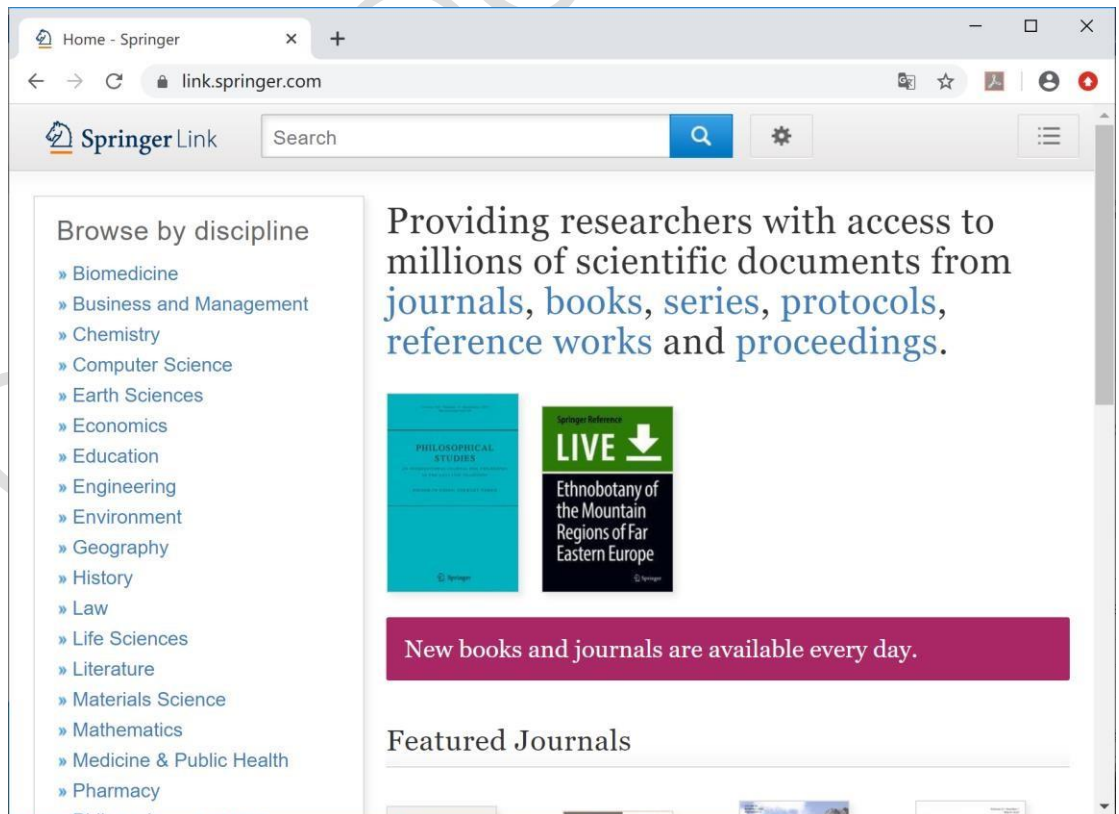 Home - Springer
link.springer.com
Springer Link
Search
Browse by discipline
» Biomedicine
» Business and Management
» Chemistry
» Computer Science
» Earth Sciences
» Economics
» Education
» Engineering
» Environment
» Geography
» History
» Law
» Life Sciences
» Literature
» Materials Science
» Mathematics
» Medicine & Public Health
» Pharmacy
Providing researchers with access to
millions of scientific documents from
journals, books, series, protocols,
reference works and proceedings.
PHILOSOPHICAL
STUDIES
Springer
Springer Reference
LIVE
Ethnobotany of
the Mountain
Regions of Far
Eastern Europe
Springer
New books and journals are available every day.
Featured Journals